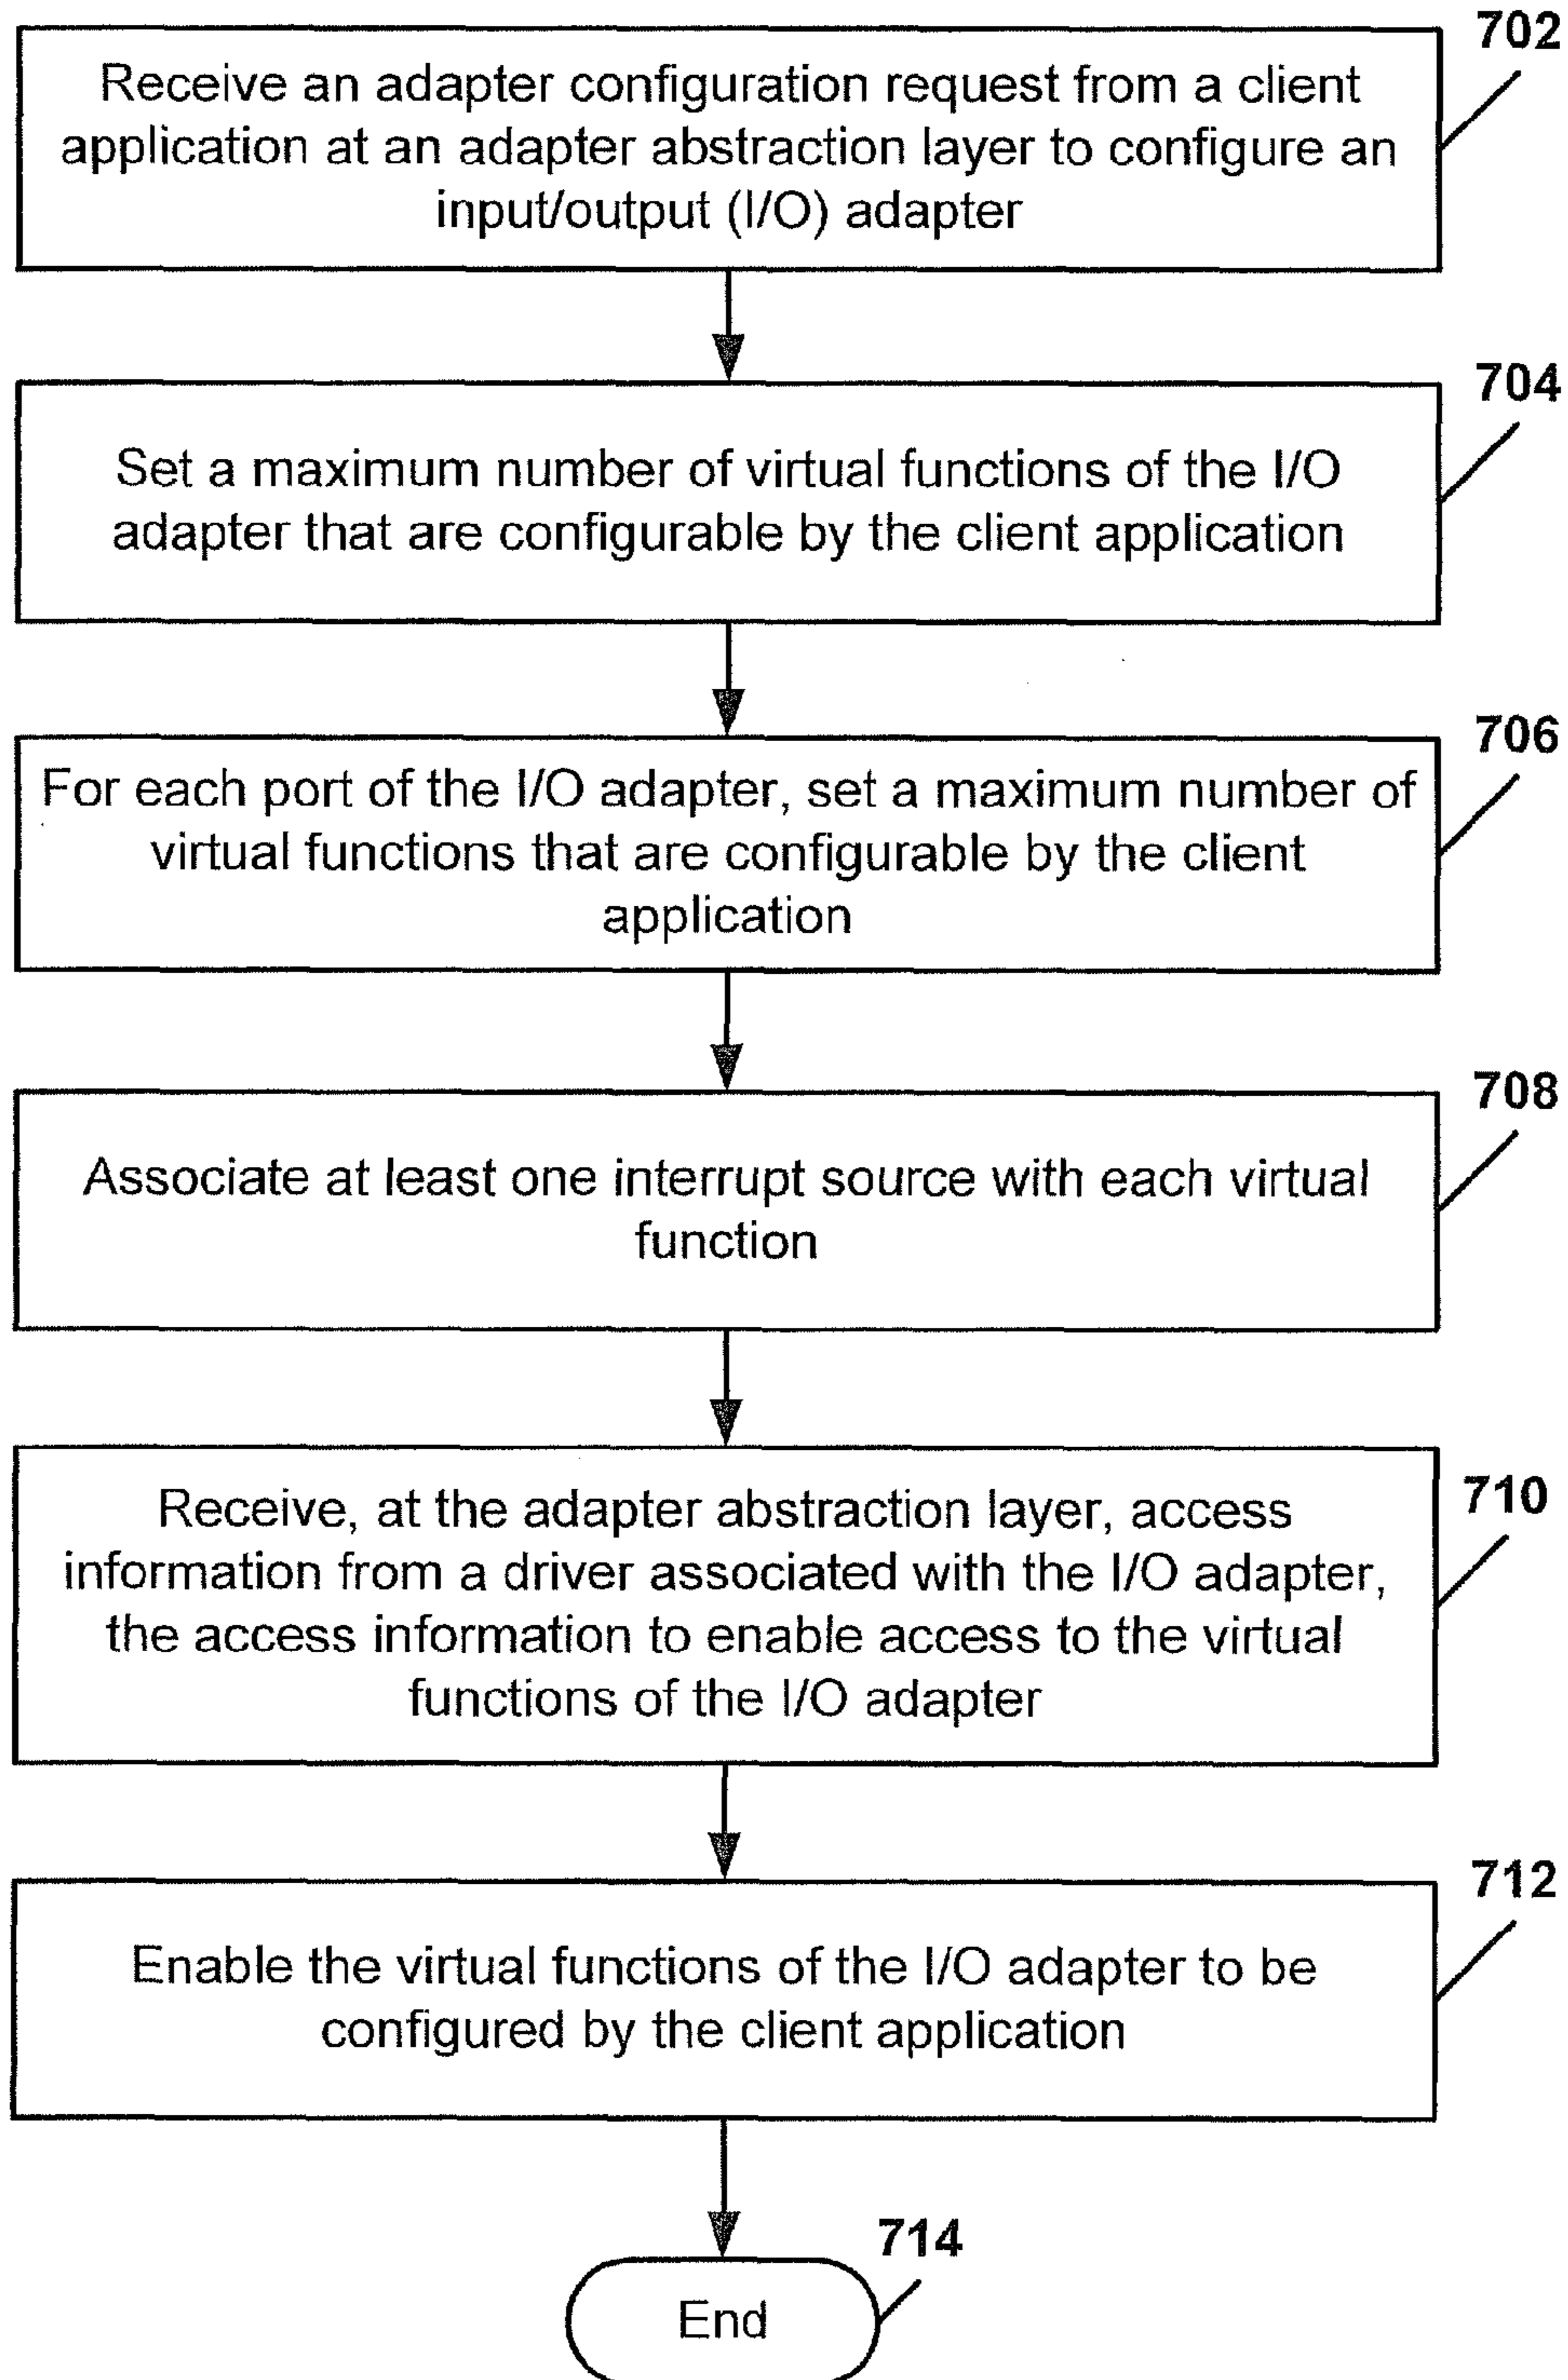 702
Receive an adapter configuration request from a client
application at an adapter abstraction layer to configure an
input/output (I/O) adapter
704
Set a maximum number of virtual functions of the I/O
adapter that are configurable by the client application
706
For each port of the I/O adapter, set a maximum number of
virtual functions that are configurable by the client
application
708
Associate at least one interrupt source with each virtual
function
710
Receive, at the adapter abstraction layer, access
information from a driver associated with the I/O adapter,
the access information to enable access to the virtual
functions of the I/O adapter
712
Enable the virtual functions of the I/O adapter to be
configured by the client application
714
End